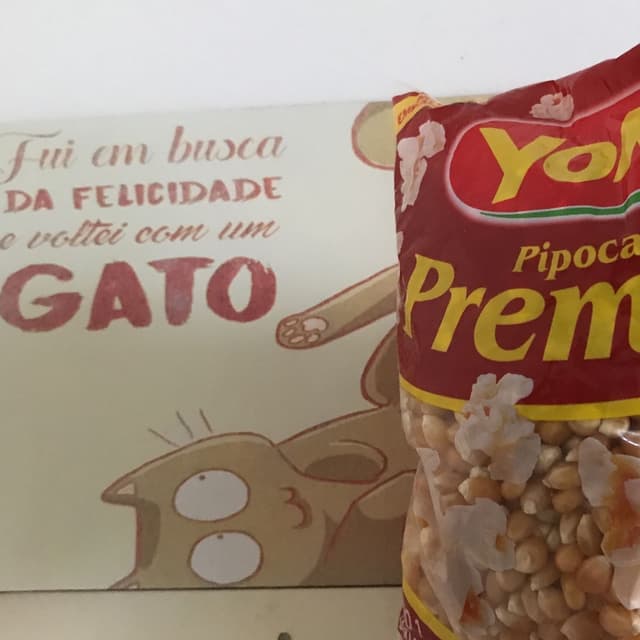 Fui em busca
DA FELICIDADE
e voltei com um
GATO
Pipoca